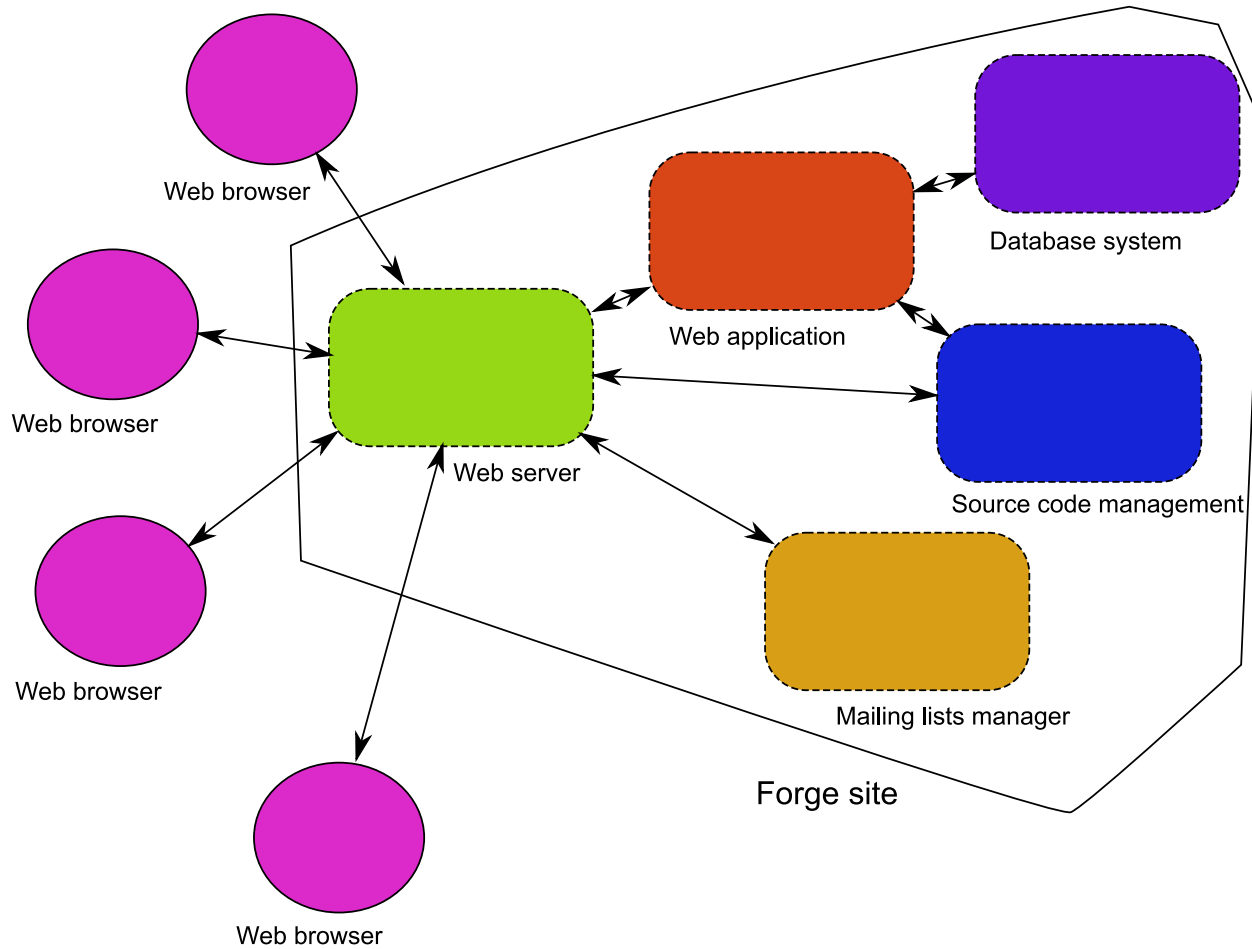 Web browser
Database system
Web application
Web browser
Web server
Source code management
Web browser
Mailing lists manager
Forge site
Web browser